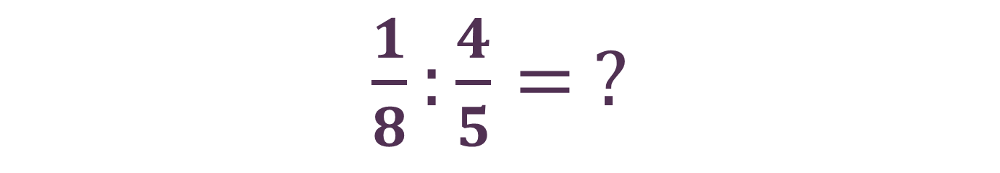 1/8 : 4/5 = ?